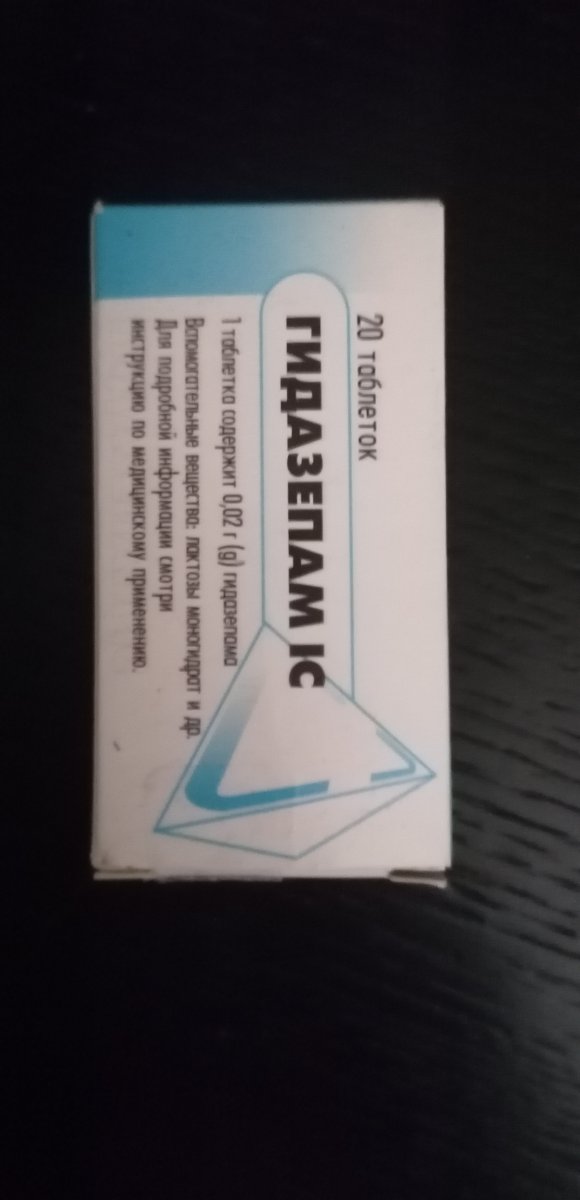 20 таблеток
ГИДАЗЕПАМ ІС
1 таблетка содержит 0,02 г (g) гидазепама
Вспомогательные вещества: лактозы моногидрат и др.
Для подробной информации смотри
инструкцию по медицинскому применению.